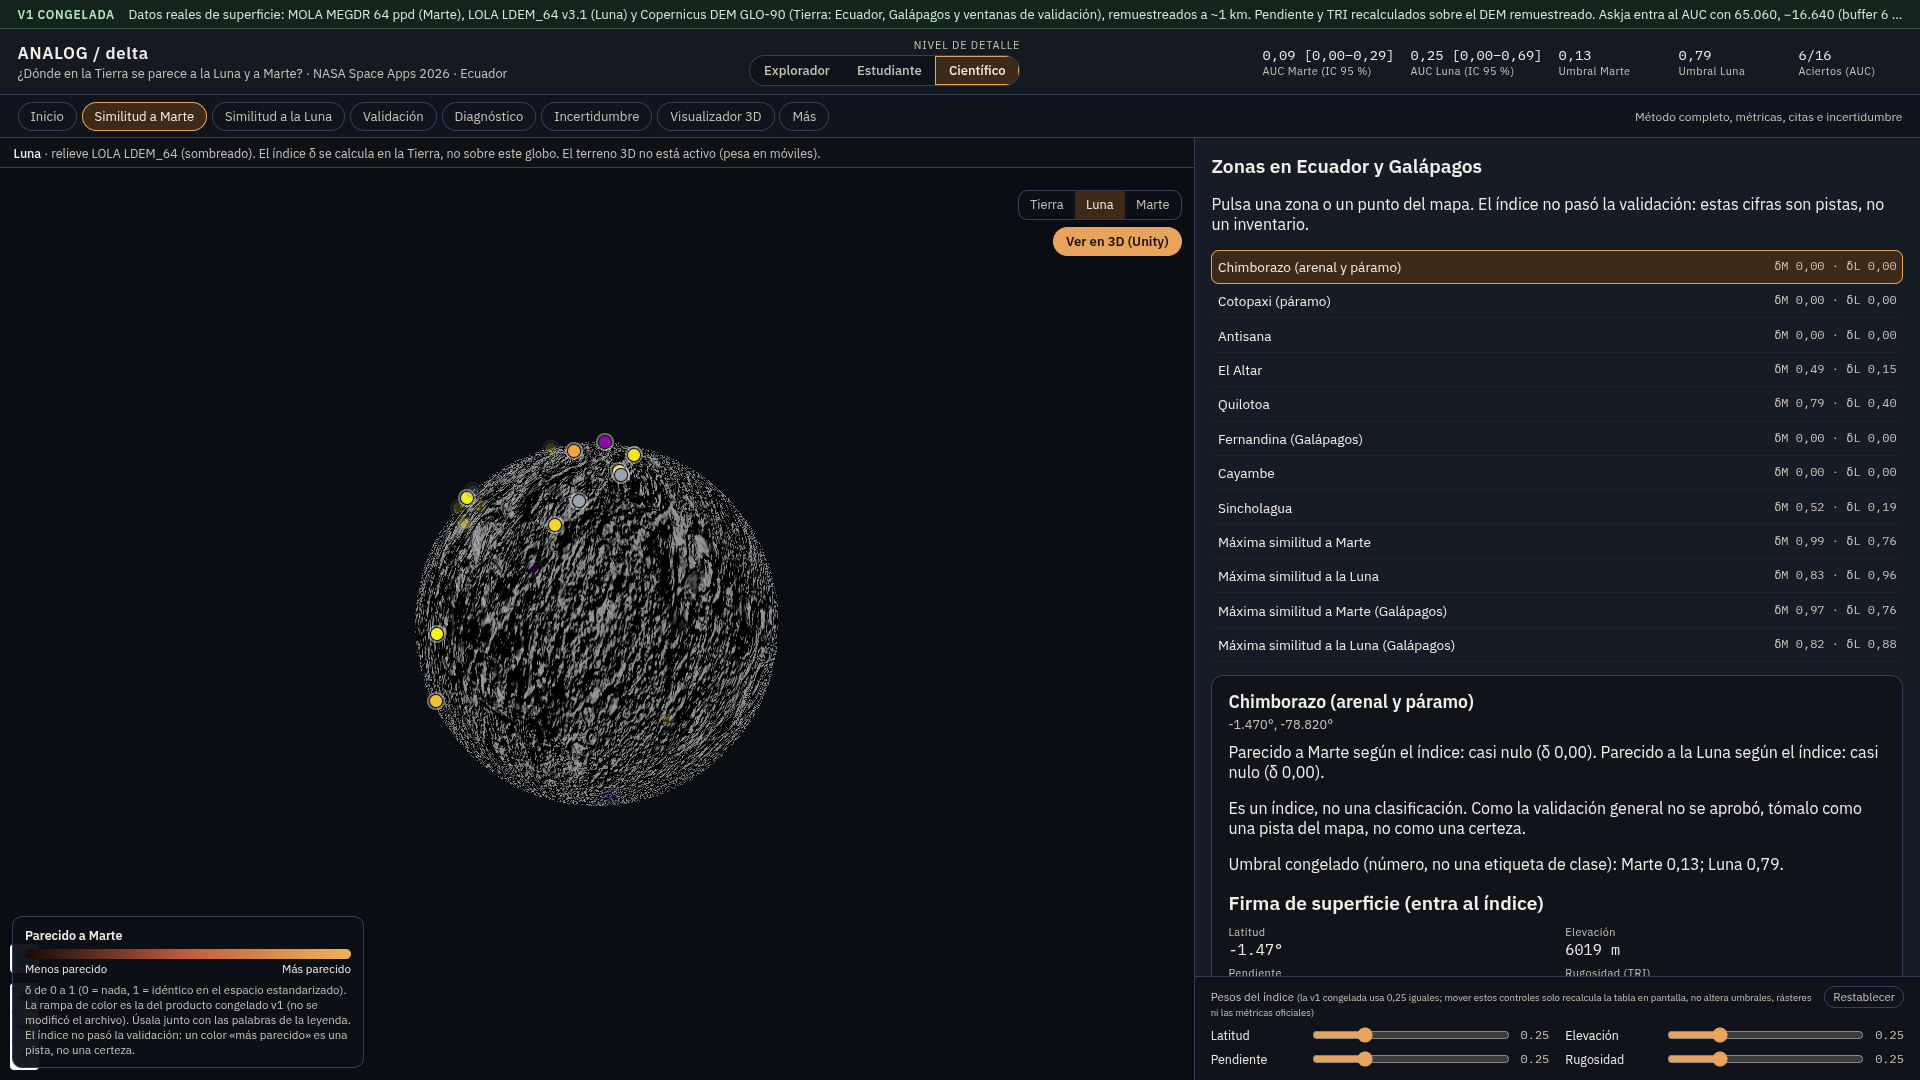 V1 CONGELADA Datos reales de superficie: MOLA MEGDR 64 ppd (Marte), LOLA LDEM_64 v3.1 (Luna) y Copernicus DEM GLO-90 (Tierra: Ecuador, Galápagos y ventanas de validación), remuestreados a ~1 km. Pendiente y TRI recalculados sobre el DEM remuestreado. Askja entra al AUC con 65.060, −16.640 (buffer 6 ...
ANALOG / delta
¿Dónde en la Tierra se parece a la Luna y a Marte? · NASA Space Apps 2026 · Ecuador
NIVEL DE DETALLE
Explorador Estudiante Científico
0,09 [0,00–0,29] 0,25 [0,00–0,69] 0,13 0,79 6/16
AUC Marte (IC 95 %) AUC Luna (IC 95 %) Umbral Marte Umbral Luna Aciertos (AUC)
Inicio Similitud a Marte Similitud a la Luna Validación Diagnóstico Incertidumbre Visualizador 3D Más
Método completo, métricas, citas e incertidumbre
Luna · relieve LOLA LDEM_64 (sombreado). El índice δ se calcula en la Tierra, no sobre este globo. El terreno 3D no está activo (pesa en móviles).
Tierra Luna Marte
Ver en 3D (Unity)
Parecido a Marte
Menos parecido Más parecido
δ de 0 a 1 (0 = nada, 1 = idéntico en el espacio estandarizado).
La rampa de color es la del producto congelado v1 (no se
modificó el archivo). Úsala junto con las palabras de la leyenda.
El índice no pasó la validación: un color «más parecido» es una
pista, no una certeza.
Zonas en Ecuador y Galápagos
Pulsa una zona o un punto del mapa. El índice no pasó la validación: estas cifras son pistas, no
un inventario.
Chimborazo (arenal y páramo) δM 0,00 · δL 0,00
Cotopaxi (páramo) δM 0,00 · δL 0,00
Antisana δM 0,00 · δL 0,00
El Altar δM 0,49 · δL 0,15
Quilotoa δM 0,79 · δL 0,40
Fernandina (Galápagos) δM 0,00 · δL 0,00
Cayambe δM 0,00 · δL 0,00
Sincholagua δM 0,52 · δL 0,19
Máxima similitud a Marte δM 0,99 · δL 0,76
Máxima similitud a la Luna δM 0,83 · δL 0,96
Máxima similitud a Marte (Galápagos) δM 0,97 · δL 0,76
Máxima similitud a la Luna (Galápagos) δM 0,82 · δL 0,88
Chimborazo (arenal y páramo)
-1.470°, -78.820°
Parecido a Marte según el índice: casi nulo (δ 0,00). Parecido a la Luna según el índice: casi
nulo (δ 0,00).
Es un índice, no una clasificación. Como la validación general no se aprobó, tómalo como
una pista del mapa, no como una certeza.
Umbral congelado (número, no una etiqueta de clase): Marte 0,13; Luna 0,79.
Firma de superficie (entra al índice)
Latitud Elevación
-1.47° 6019 m
Pendiente Rugosidad (TRI)
Pesos del índice (la v1 congelada usa 0,25 iguales; mover estos controles solo recalcula la tabla en pantalla, no altera umbrales, rásteres
ni las métricas oficiales)
Restablecer
Latitud 0.25 Elevación 0.25
Pendiente 0.25 Rugosidad 0.25